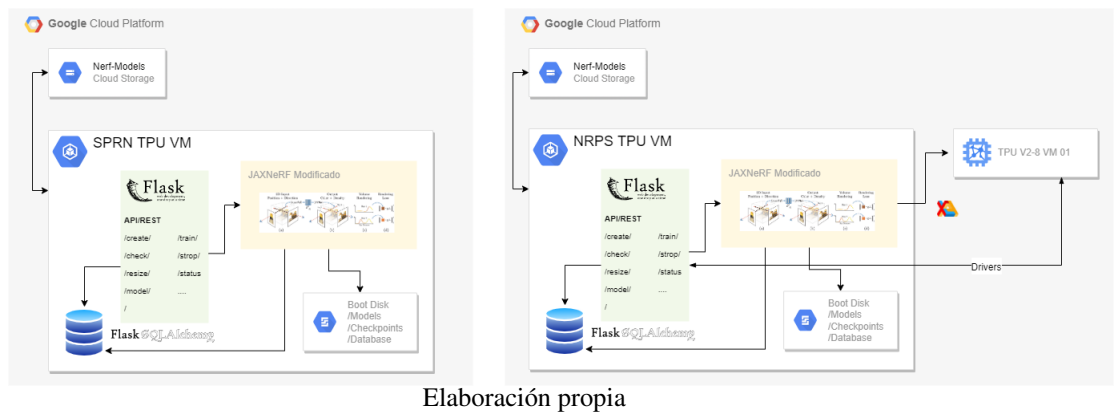 Google Cloud Platform
Nerf-Models
Cloud Storage
SPRN TPU VM
Flask
API/REST
/create/ /train/
/check/ /strop/
/resize/ /status
/model/ ....
/
JAXNeRF Modificado
Boot Disk
/Models
/Checkpoints
/Database
Flask SQLAlchemy
Google Cloud Platform
Nerf-Models
Cloud Storage
NRPS TPU VM
Flask
API/REST
/create/ /train/
/check/ /strop/
/resize/ /status
/model/ ....
/
JAXNeRF Modificado
Boot Disk
/Models
/Checkpoints
/Database
Flask SQLAlchemy
TPU V2-8 VM 01
Drivers
Elaboración propia